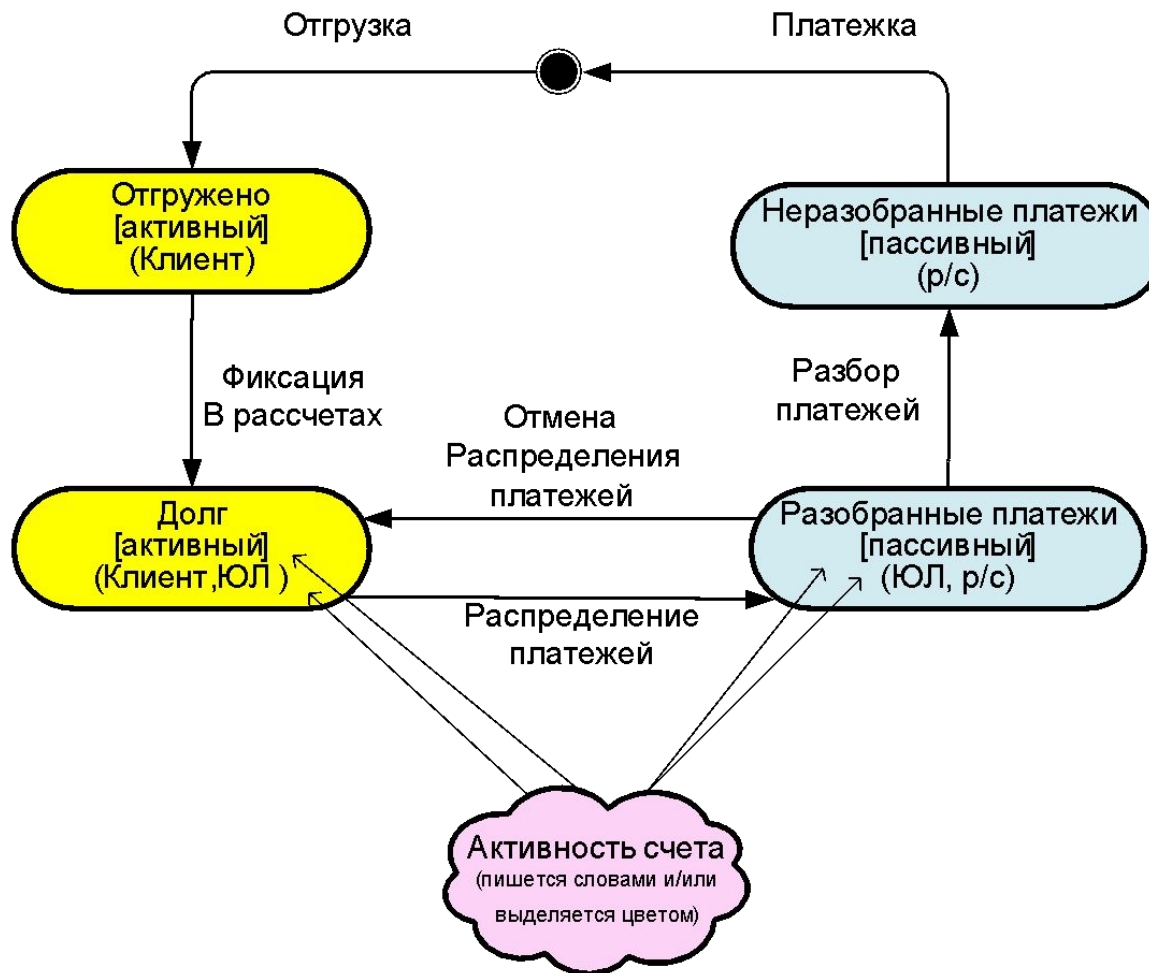 Отгрузка
Платежка
Отгружено
[активный]
(Клиент)
Неразобранные платежи
[пассивный]
(р/с)
Фиксация
В рассчетах
Разбор
платежей
Отмена
Распределения
платежей
Долг
[активный]
(Клиент,ЮЛ )
Разобранные платежи
[пассивный]
(ЮЛ, р/с)
Распределение
платежей
Активность счета
(пишется словами и/или
выделяется цветом)